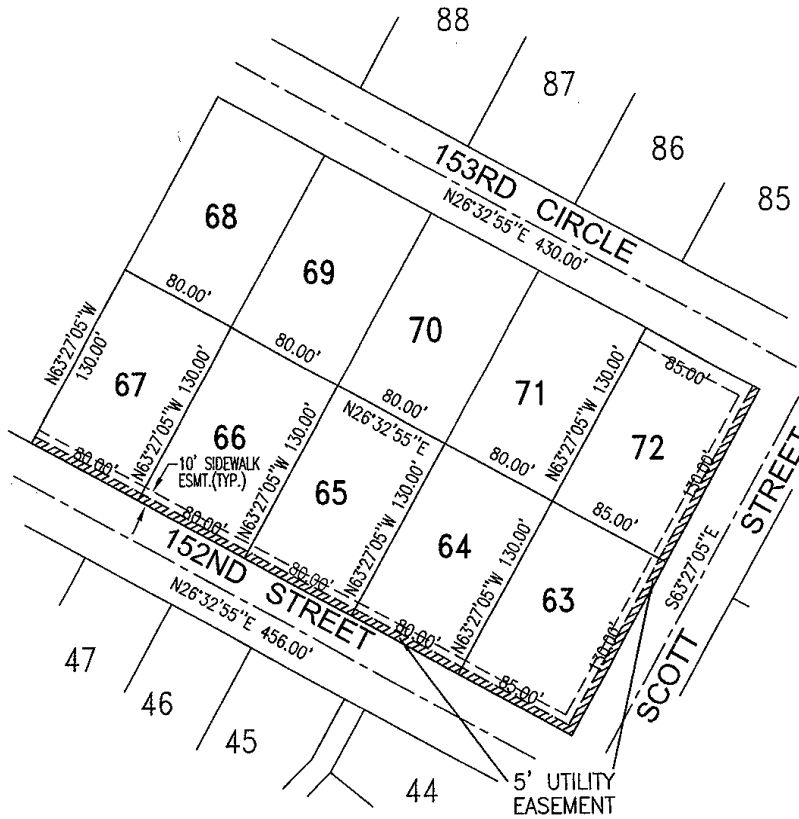 88
87
86
85
153RD CIRCLE
N26°32'55"E 430.00'
68
69
70
71
72
80.00'
80.00'
80.00'
80.00'
85.00'
85.00'
N26°32'55"E
N63°27'05"W
130.00'
N63°27'05"W 130.00'
N63°27'05"W 130.00'
N63°27'05"W 130.00'
N63°27'05"W 130.00'
N63°27'05"W 130.00'
130.00'
130.00'
67
66
65
64
63
10' SIDEWALK
ESMT.(TYP.)
80.00'
80.00'
80.00'
80.00'
85.00'
152ND STREET
N26°32'55"E 456.00'
S63°27'05"E
SCOTT STREET
47
46
45
44
5' UTILITY
EASEMENT